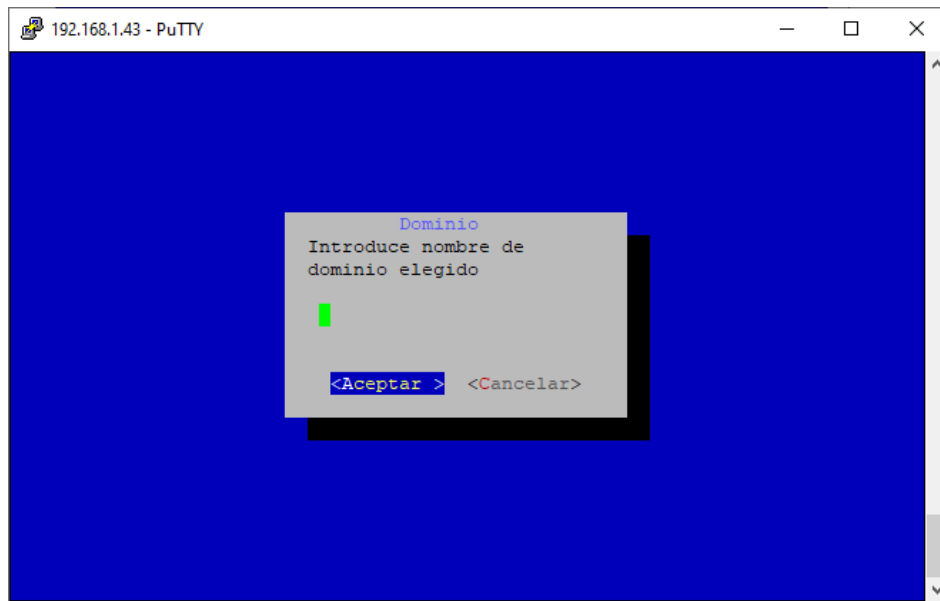 192.168.1.43 - PuTTY
Dominio
Introduce nombre de
dominio elegido
<Aceptar > <Cancelar>